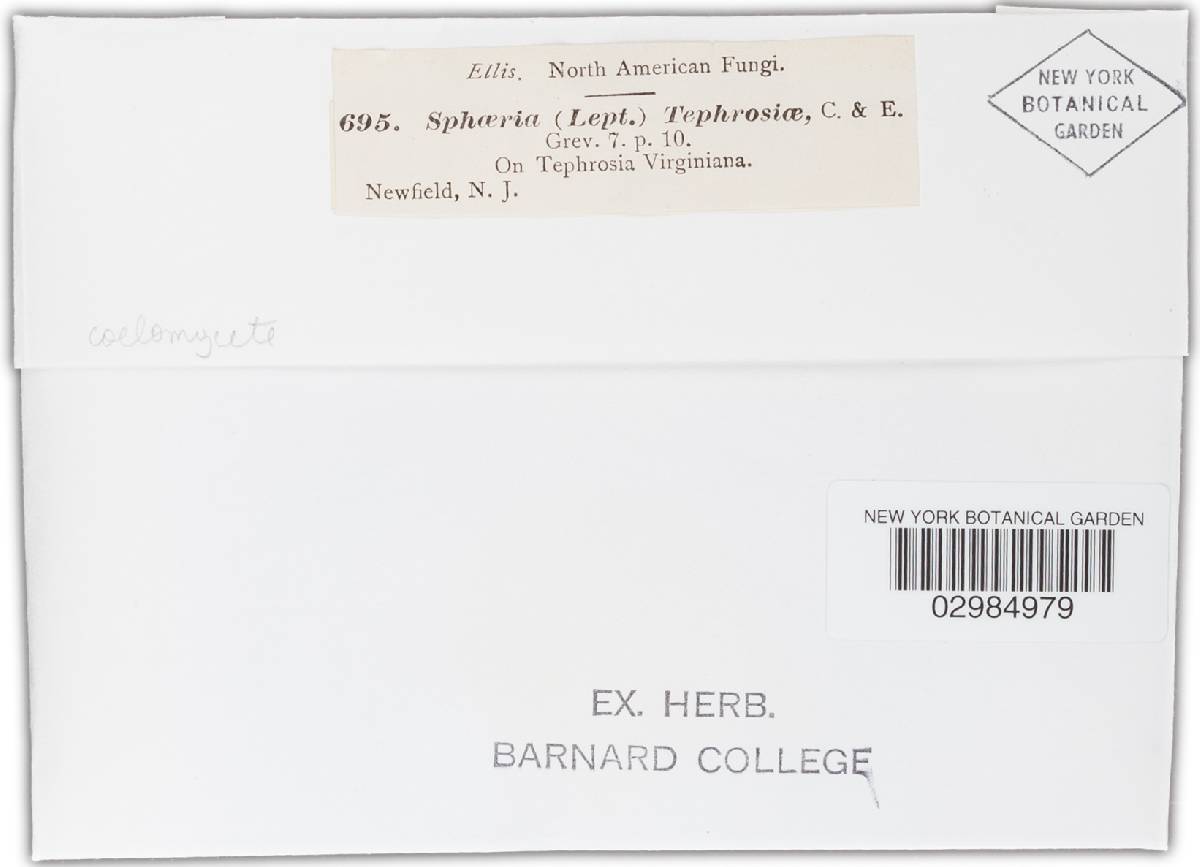 Ellis. North American Fungi.
695. Sphæria (Lept.) Tephrosiæ, C. & E.
Grev. 7. p. 10.
On Tephrosia Virginiana.
Newfield, N. J.
NEW YORK
BOTANICAL
GARDEN
coelomycete
NEW YORK BOTANICAL GARDEN
02984979
EX. HERB.
BARNARD COLLEGE